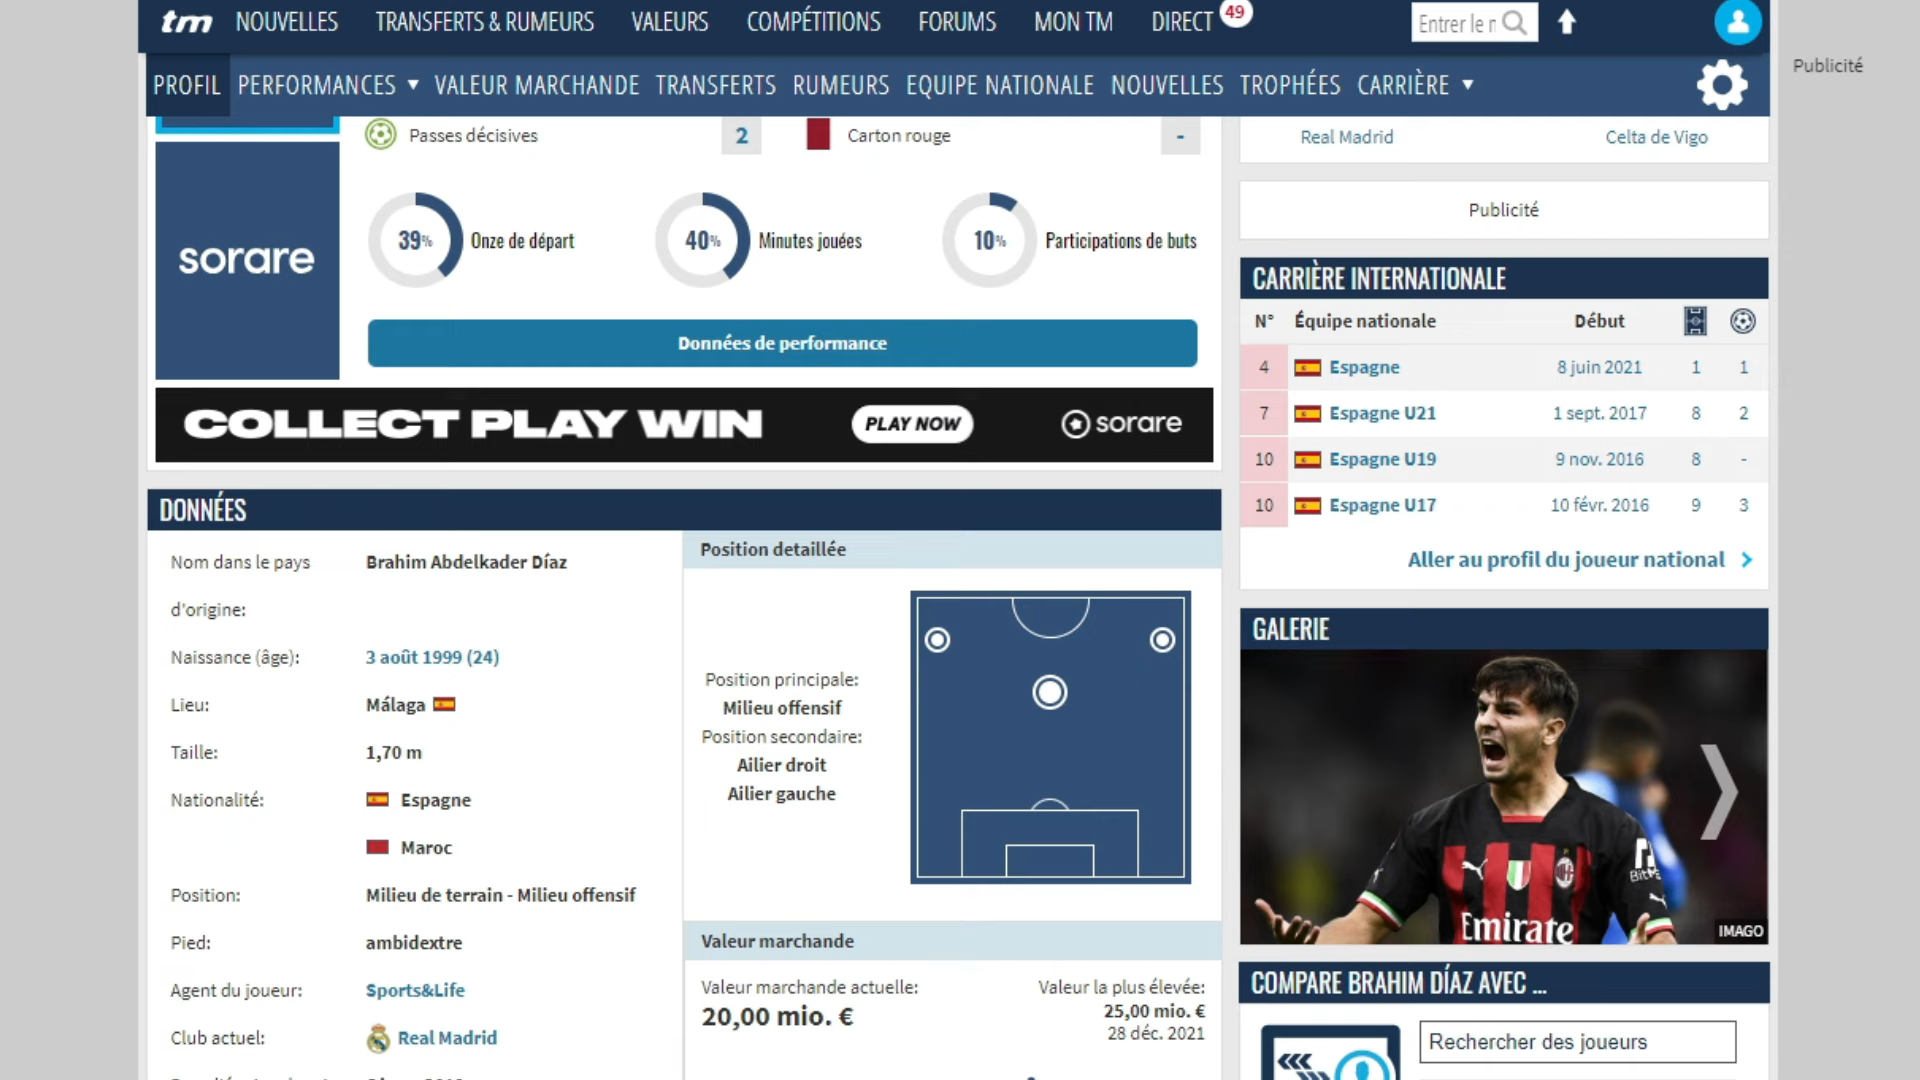 tm NOUVELLES TRANSFERTS & RUMEURS VALEURS COMPÉTITIONS FORUMS MON TM DIRECT 49 Entrer le n
Publicité
PROFIL PERFORMANCES VALEUR MARCHANDE TRANSFERTS RUMEURS EQUIPE NATIONALE NOUVELLES TROPHÉES CARRIÈRE
Passes décisives 2 Carton rouge -
Real Madrid Celta de Vigo
sorare
39% Onze de départ 40% Minutes jouées 10% Participations de buts
Données de performance
COLLECT PLAY WIN PLAY NOW sorare
Publicité
CARRIÈRE INTERNATIONALE
N° Équipe nationale Début
4 Espagne 8 juin 2021 1 1
7 Espagne U21 1 sept. 2017 8 2
10 Espagne U19 9 nov. 2016 8 -
10 Espagne U17 10 févr. 2016 9 3
Aller au profil du joueur national
DONNÉES
Nom dans le pays Brahim Abdelkader Díaz
d'origine:
Naissance (âge): 3 août 1999 (24)
Lieu: Málaga
Taille: 1,70 m
Nationalité: Espagne
Maroc
Position: Milieu de terrain - Milieu offensif
Pied: ambidextre
Agent du joueur: Sports&Life
Club actuel: Real Madrid
Position detaillée
Position principale:
Milieu offensif
Position secondaire:
Ailier droit
Ailier gauche
Valeur marchande
Valeur marchande actuelle:
20,00 mio. €
Valeur la plus élevée:
25,00 mio. €
28 déc. 2021
GALERIE
Emirate
IMAGO
COMPARE BRAHIM DÍAZ AVEC ...
Rechercher des joueurs